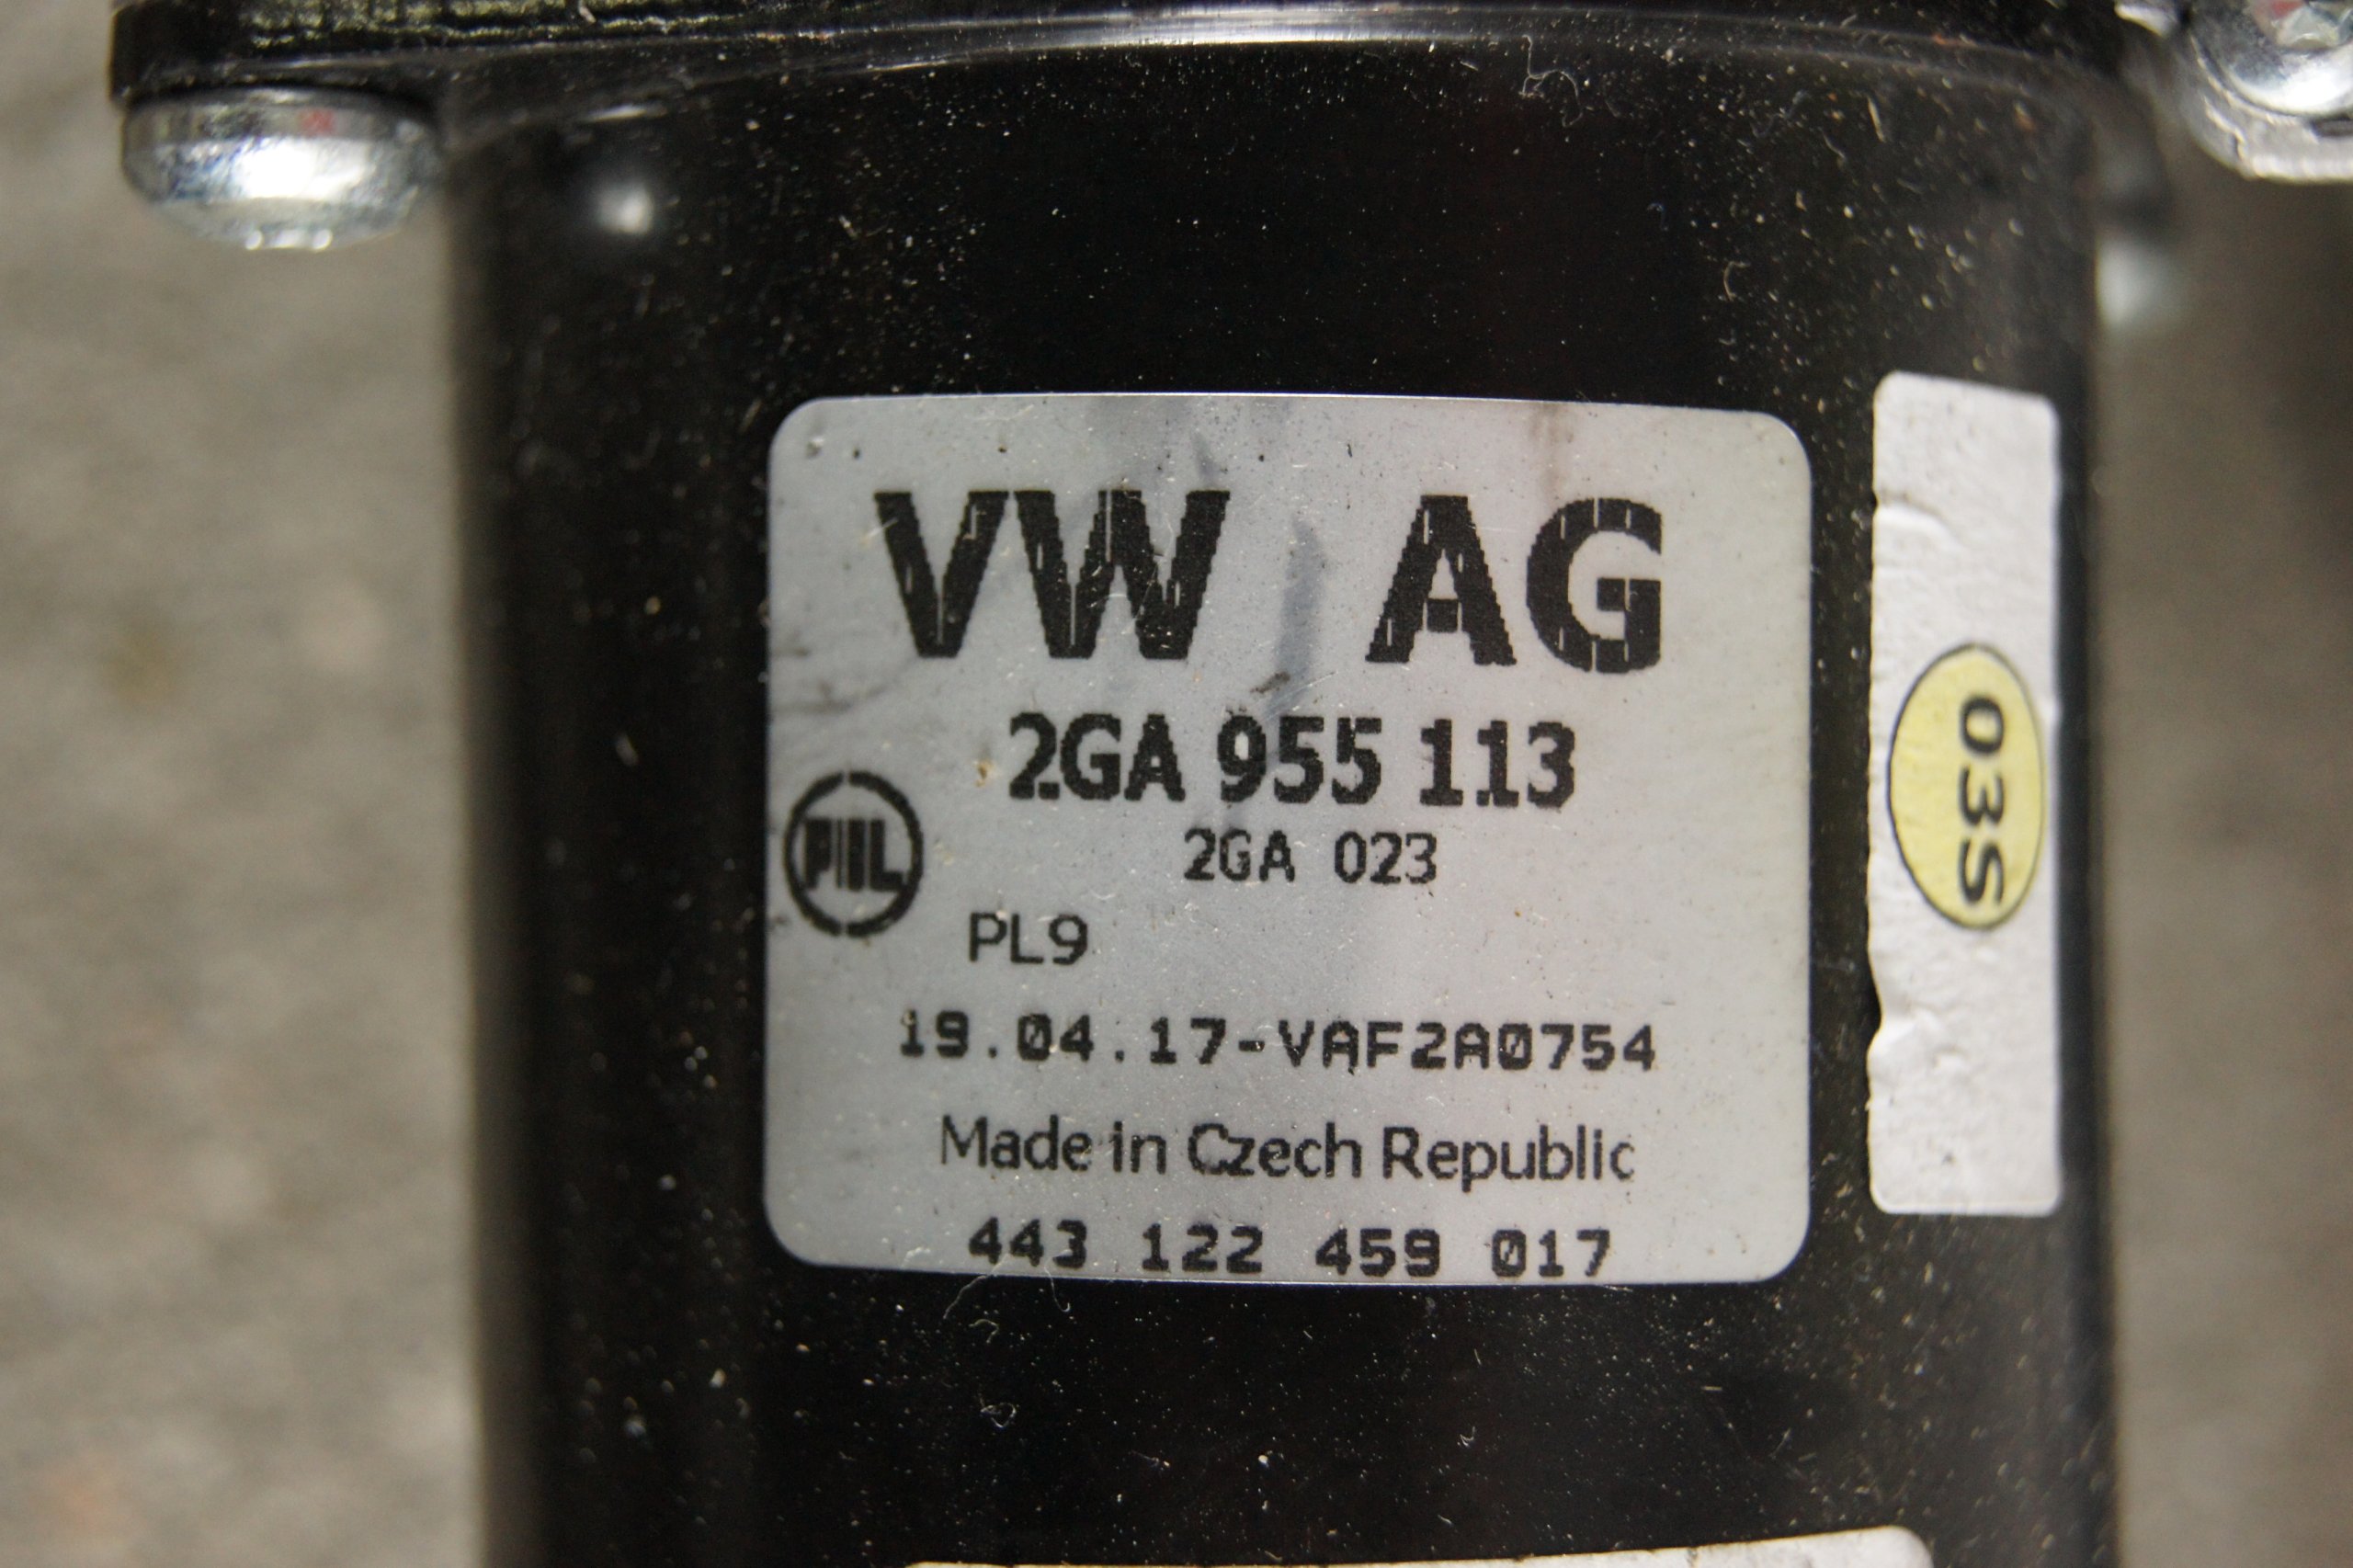 VW AG
2GA 955 113
2GA 023
PAL
PL9
19.04.17-VAF2A0754
Made in Czech Republic
443 122 459 017
03S